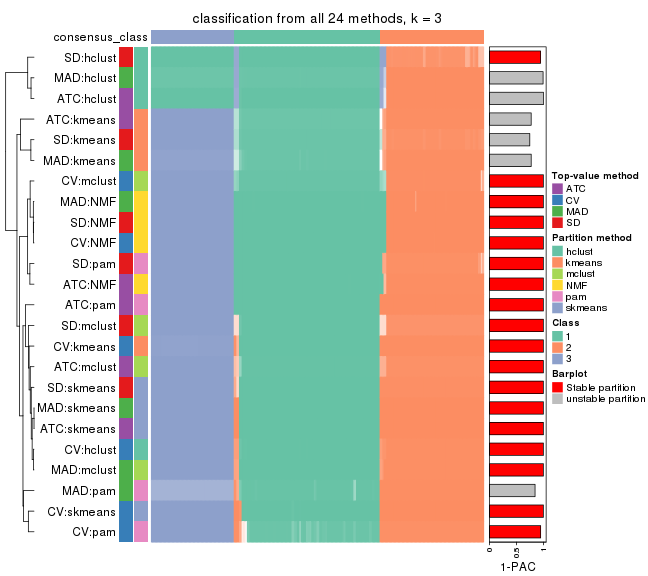 classification from all 24 methods, k = 3
consensus_class
SD:hclust
MAD:hclust
ATC:hclust
ATC:kmeans
SD:kmeans
MAD:kmeans
CV:mclust
MAD:NMF
SD:NMF
CV:NMF
SD:pam
ATC:NMF
ATC:pam
SD:mclust
CV:kmeans
ATC:mclust
SD:skmeans
MAD:skmeans
ATC:skmeans
CV:hclust
MAD:mclust
MAD:pam
CV:skmeans
CV:pam
0
0.5
1
1-PAC
Top-value method
ATC
CV
MAD
SD
Partition method
hclust
kmeans
mclust
NMF
pam
skmeans
Class
1
2
3
Barplot
Stable partition
unstable partition